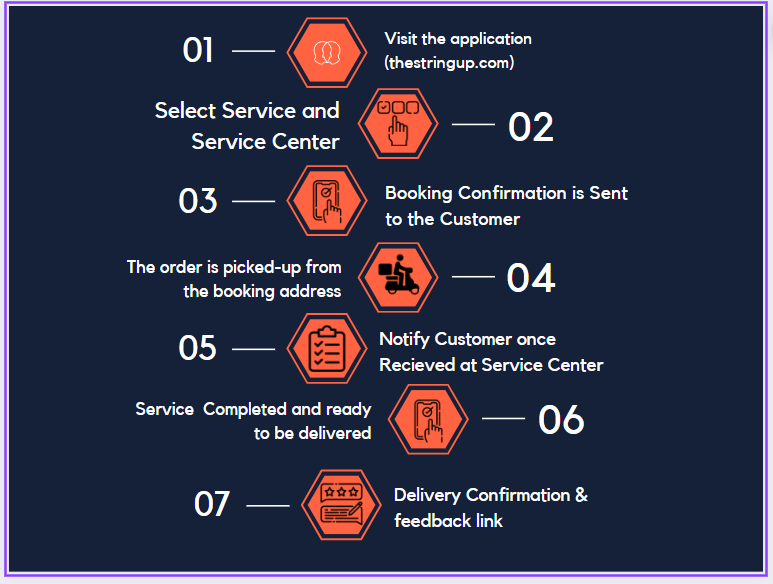 01
Visit the application
(thestringup.com)
Select Service and
Service Center
02
03
Booking Confirmation is Sent
to the Customer
The order is picked-up from
the booking address
04
05
Notify Customer once
Recieved at Service Center
Service Completed and ready
to be delivered
06
07
Delivery Confirmation &
feedback link